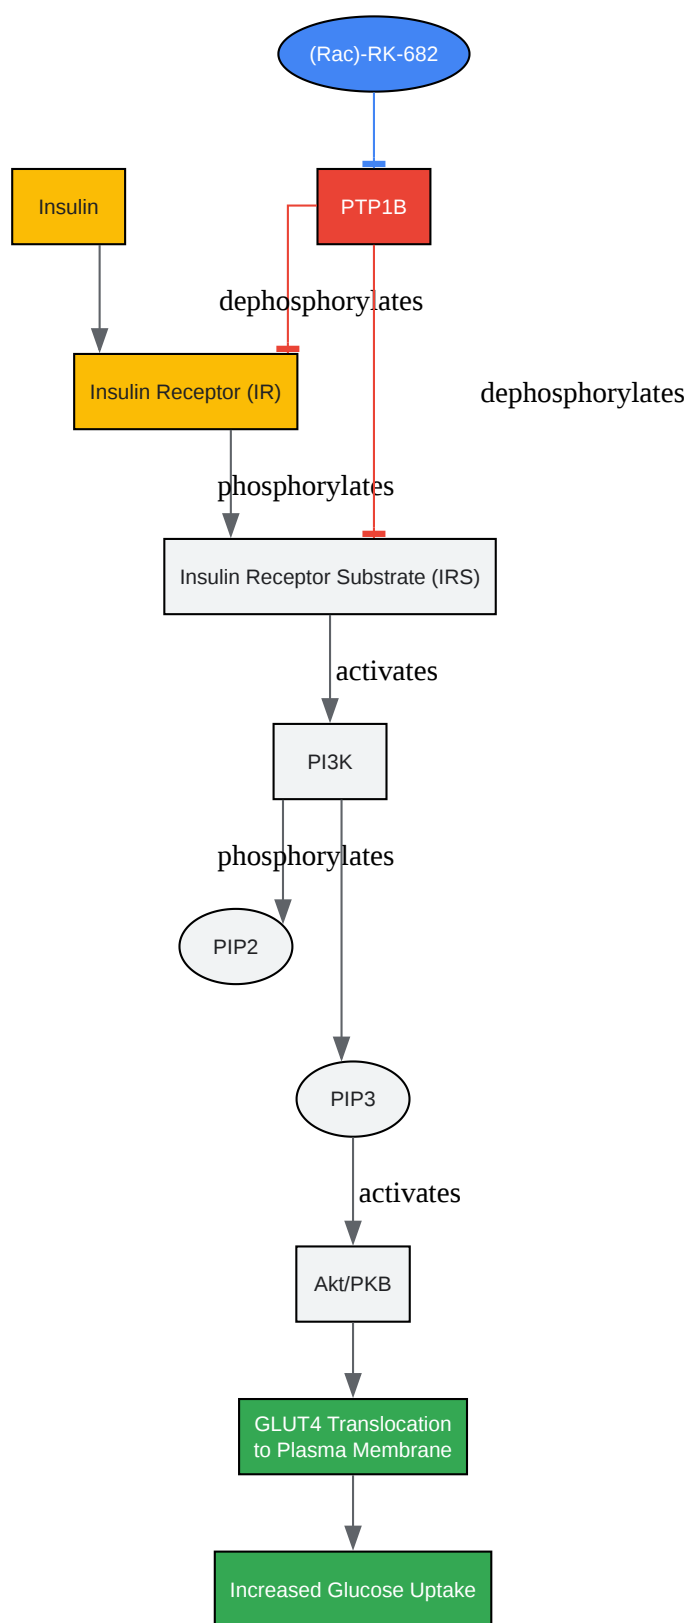 (Rac)-RK-682
Insulin
PTP1B
dephosphorylates
Insulin Receptor (IR)
dephosphorylates
phosphorylates
Insulin Receptor Substrate (IRS)
activates
PI3K
phosphorylates
PIP2
PIP3
activates
Akt/PKB
GLUT4 Translocation
to Plasma Membrane
Increased Glucose Uptake